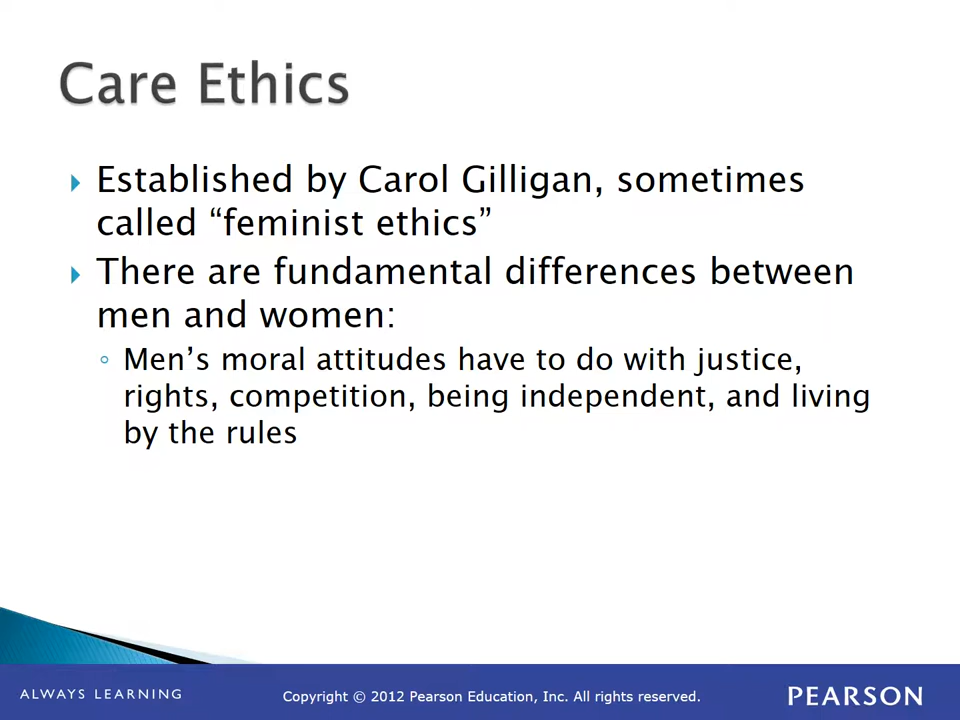 Care Ethics
Established by Carol Gilligan, sometimes
called “feminist ethics”
There are fundamental differences between
men and women:
Men’s moral attitudes have to do with justice,
rights, competition, being independent, and living
by the rules
ALWAYS LEARNING
Copyright © 2012 Pearson Education, Inc. All rights reserved.
PEARSON